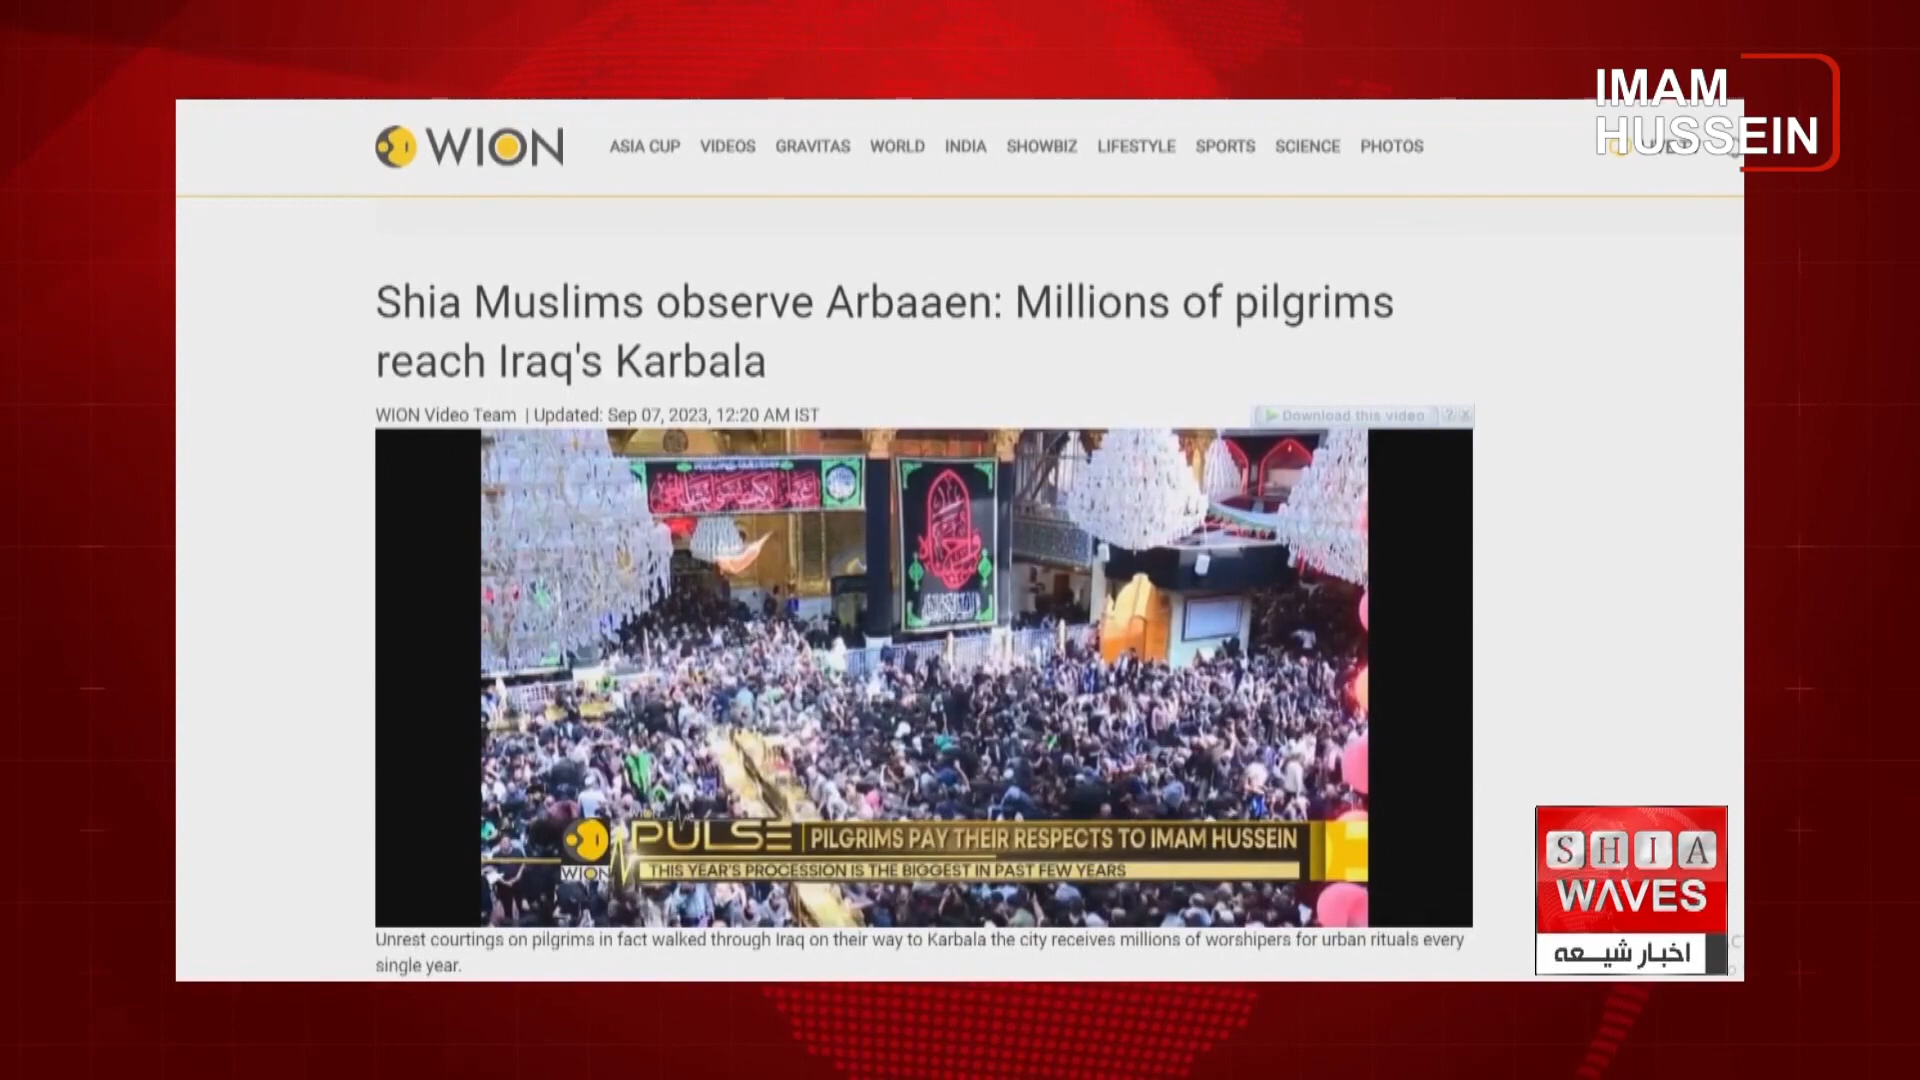 IMAM
HUSSEIN
WION
ASIA CUP VIDEOS GRAVITAS WORLD INDIA SHOWBIZ LIFESTYLE SPORTS SCIENCE PHOTOS
Shia Muslims observe Arbaaen: Millions of pilgrims
reach Iraq's Karbala
WION Video Team | Updated: Sep 07, 2023, 12:20 AM IST
Download this video ? X
WION PULSE PILGRIMS PAY THEIR RESPECTS TO IMAM HUSSEIN
WION THIS YEAR'S PROCESSION IS THE BIGGEST IN PAST FEW YEARS
Unrest courtings on pilgrims in fact walked through Iraq on their way to Karbala the city receives millions of worshipers for urban rituals every
single year.
SHIA
WAVES
اخبار شیعه